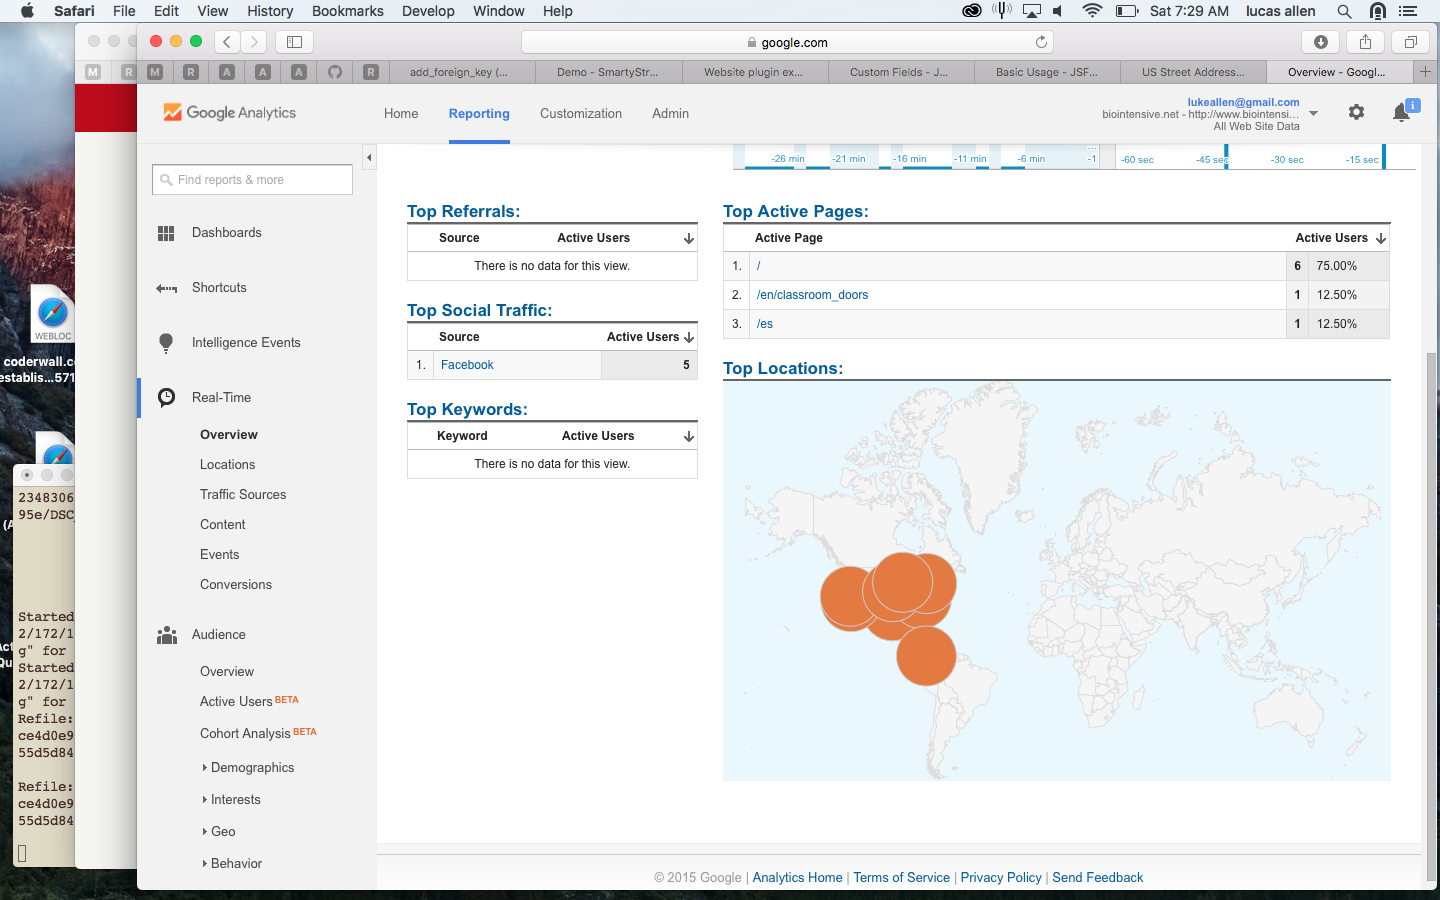 Safari File Edit View History Bookmarks Develop Window Help Sat 7:29 AM lucas allen
google.com
M R M R A A A R add_foreign_key (... Demo - SmartyStr... Website plugin ex... Custom Fields - J... Basic Usage - JSF... US Street Address... Overview - Googl...
Google Analytics Home Reporting Customization Admin
lukeallen@gmail.com
biointensive.net - http://www.biointensi...
All Web Site Data
Find reports & more
Dashboards
Shortcuts
Intelligence Events
Real-Time
Overview
Locations
Traffic Sources
Content
Events
Conversions
Audience
Overview
Active Users BETA
Cohort Analysis BETA
Demographics
Interests
Geo
Behavior
-26 min -21 min -16 min -11 min -6 min -1 -60 sec -45 sec -30 sec -15 sec
Top Referrals:
Source Active Users
There is no data for this view.
Top Social Traffic:
Source Active Users
1. Facebook 5
Top Keywords:
Keyword Active Users
There is no data for this view.
Top Active Pages:
Active Page Active Users
1. / 6 75.00%
2. /en/classroom_doors 1 12.50%
3. /es 1 12.50%
Top Locations:
© 2015 Google | Analytics Home | Terms of Service | Privacy Policy | Send Feedback
WEBLOC
coderwall.c
establis...571
2348306
95e/DSC
Started
2/172/1
g" for
Started
2/172/1
g" for
Refile:
ce4d0e9
55d5d84
Refile:
ce4d0e9
55d5d84